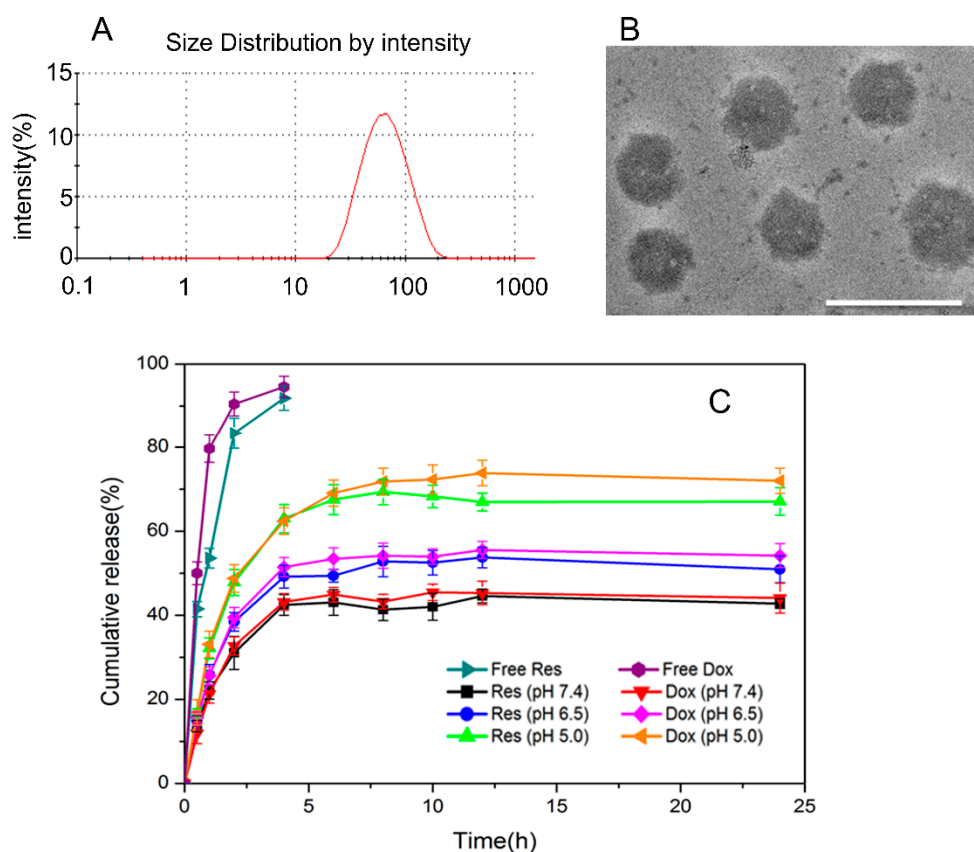 A
Size Distribution by intensity
15
10
5
0
intensity(%)
0.1 1 10 100 1000
B
C
100
80
60
40
20
0
Cumulative release(%)
Free Res Free Dox
Res (pH 7.4) Dox (pH 7.4)
Res (pH 6.5) Dox (pH 6.5)
Res (pH 5.0) Dox (pH 5.0)
0 5 10 15 20 25
Time(h)